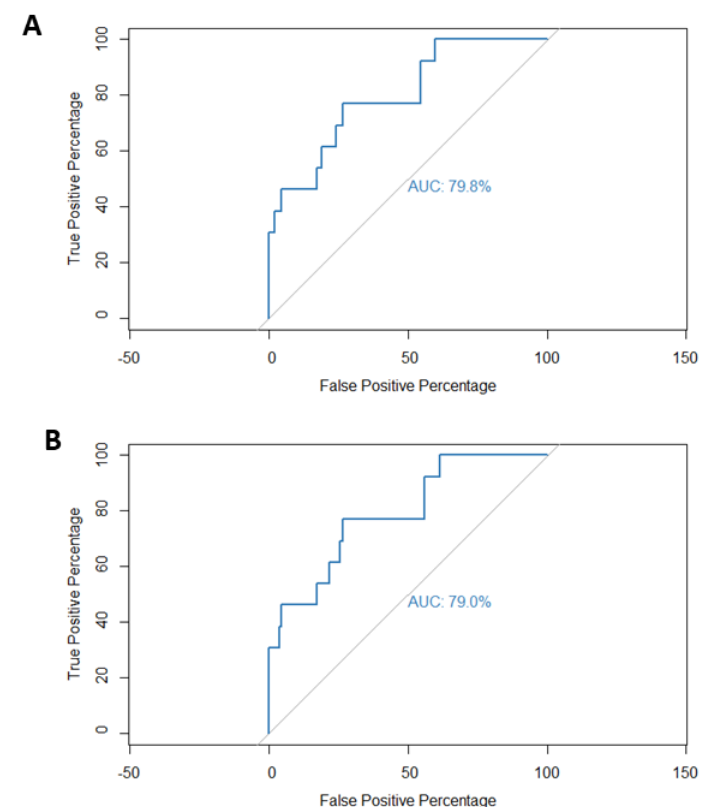 A
100
80
60
40
20
0
True Positive Percentage
AUC: 79.8%
-50 0 50 100 150
False Positive Percentage
B
100
80
60
40
20
0
True Positive Percentage
AUC: 79.0%
-50 0 50 100 150
False Positive Percentage